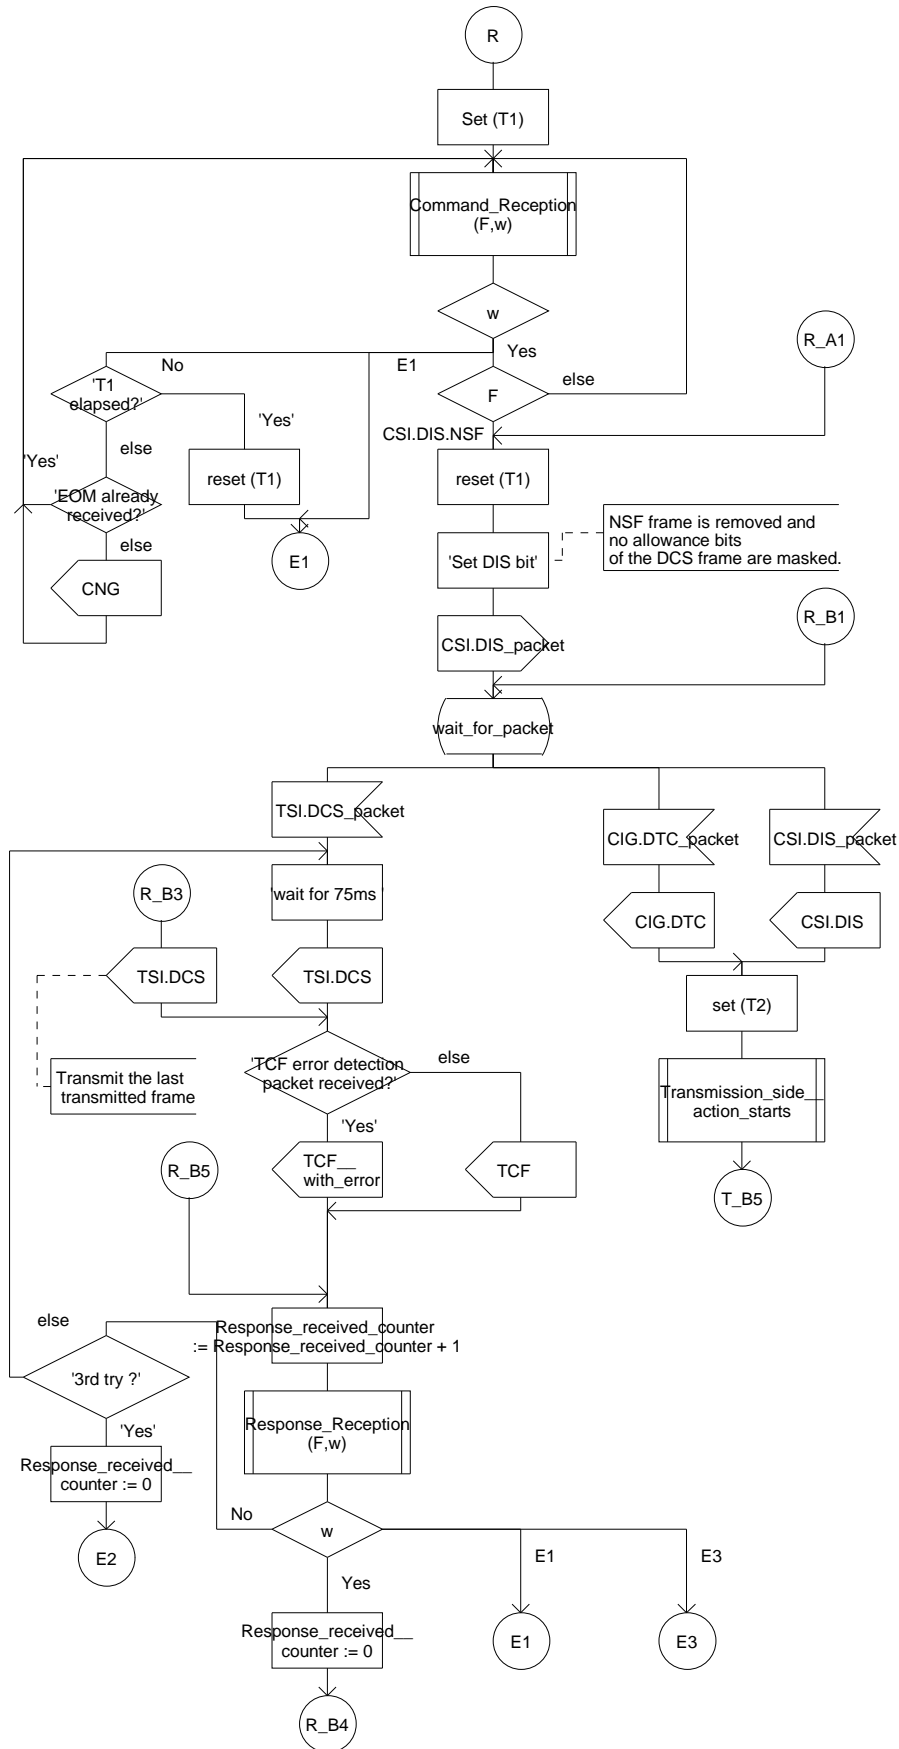 R
Set (T1)
Command_Reception
(F,w)
w
No
E1
Yes
R_A1
'T1
elapsed?'
F
else
'Yes'
CSI.DIS.NSF
else
'Yes'
reset (T1)
reset (T1)
'EOM already
received?'
NSF frame is removed and
no allowance bits
of the DCS frame are masked.
else
E1
'Set DIS bit'
CNG
R_B1
CSI.DIS_packet
wait_for_packet
TSI.DCS_packet
CIG.DTC_packet
CSI.DIS_packet
R_B3
'wait for 75ms '
CIG.DTC
CSI.DIS
TSI.DCS
TSI.DCS
set (T2)
'TCF error detection
packet received?'
else
Transmit the last
transmitted frame
Transmission_side__
action_starts
'Yes'
R_B5
TCF__
with_error
TCF
T_B5
else
Response_received_counter
:= Response_received_counter + 1
'3rd try ?'
'Yes'
Response_Reception
(F,w)
Response_received__
counter := 0
No
w
E2
E1
E3
Yes
Response_received__
counter := 0
E1
E3
R_B4